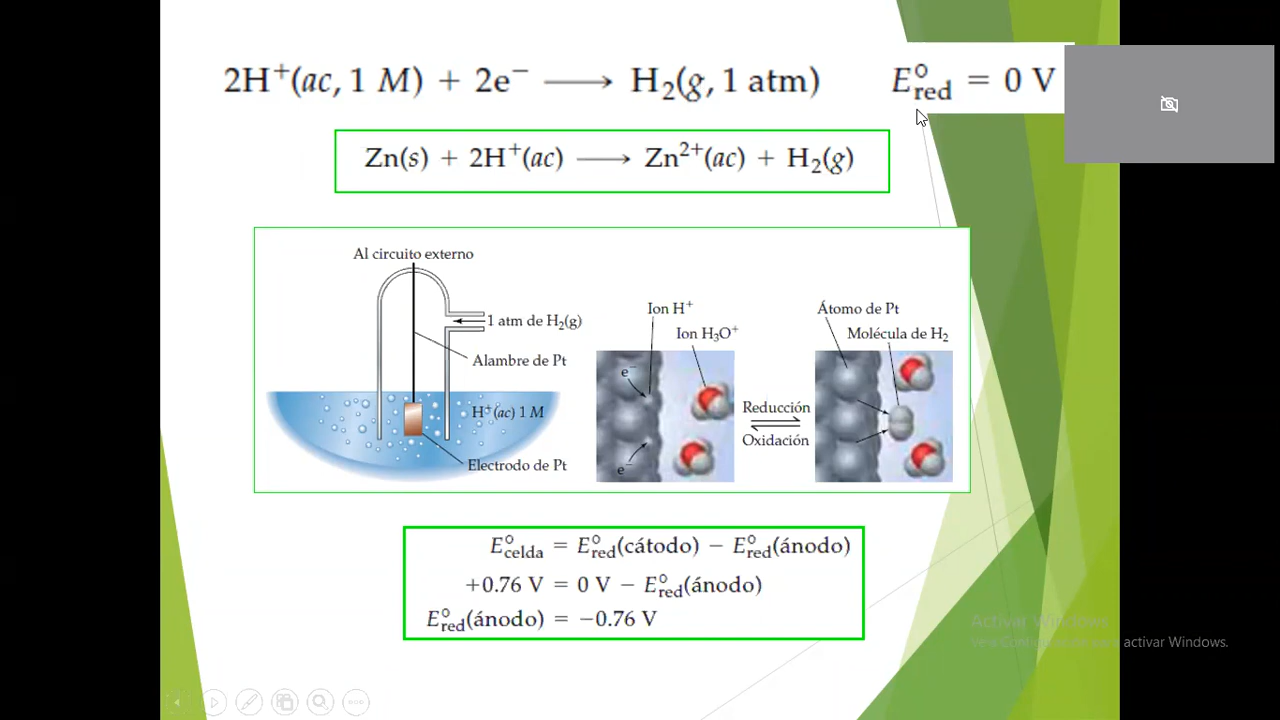 2H⁺(ac, 1 M) + 2e⁻ ⟶ H₂(g, 1 atm) E°red = 0 V
Zn(s) + 2H⁺(ac) ⟶ Zn²⁺(ac) + H₂(g)
Al circuito externo
1 atm de H₂(g)
Alambre de Pt
H⁺(ac) 1 M
Electrodo de Pt
Ion H⁺
Ion H₃O⁺
e⁻
e⁻
Reducción
Oxidación
Átomo de Pt
Molécula de H₂
E°celda = E°red(cátodo) − E°red(ánodo)
+0.76 V = 0 V − E°red(ánodo)
E°red(ánodo) = −0.76 V
Activar Windows
activar Windows.